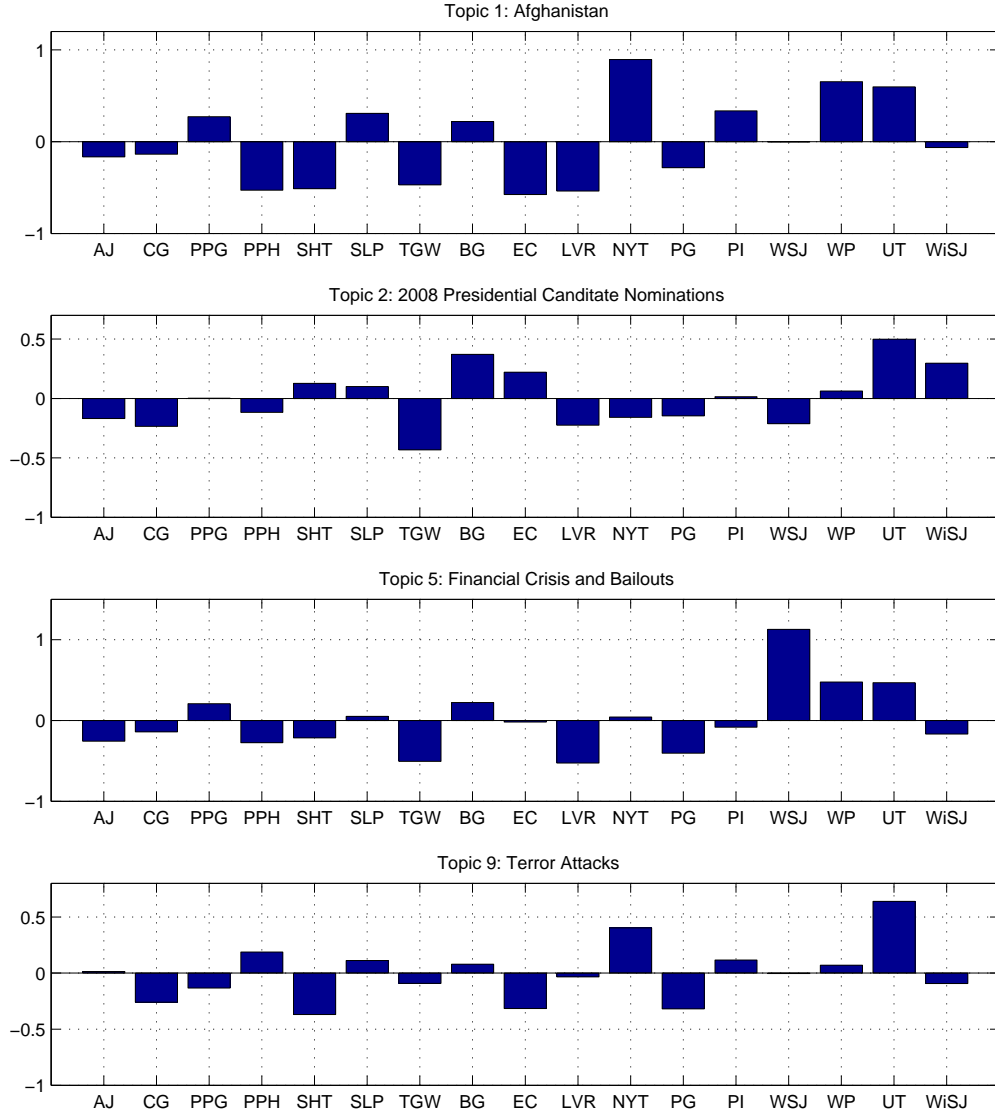 Topic 1: Afghanistan
1
0
−1
AJ CG PPG PPH SHT SLP TGW BG EC LVR NYT PG PI WSJ WP UT WiSJ
Topic 2: 2008 Presidential Canditate Nominations
0.5
0
−0.5
−1
AJ CG PPG PPH SHT SLP TGW BG EC LVR NYT PG PI WSJ WP UT WiSJ
Topic 5: Financial Crisis and Bailouts
1
0
−1
AJ CG PPG PPH SHT SLP TGW BG EC LVR NYT PG PI WSJ WP UT WiSJ
Topic 9: Terror Attacks
0.5
0
−0.5
−1
AJ CG PPG PPH SHT SLP TGW BG EC LVR NYT PG PI WSJ WP UT WiSJ